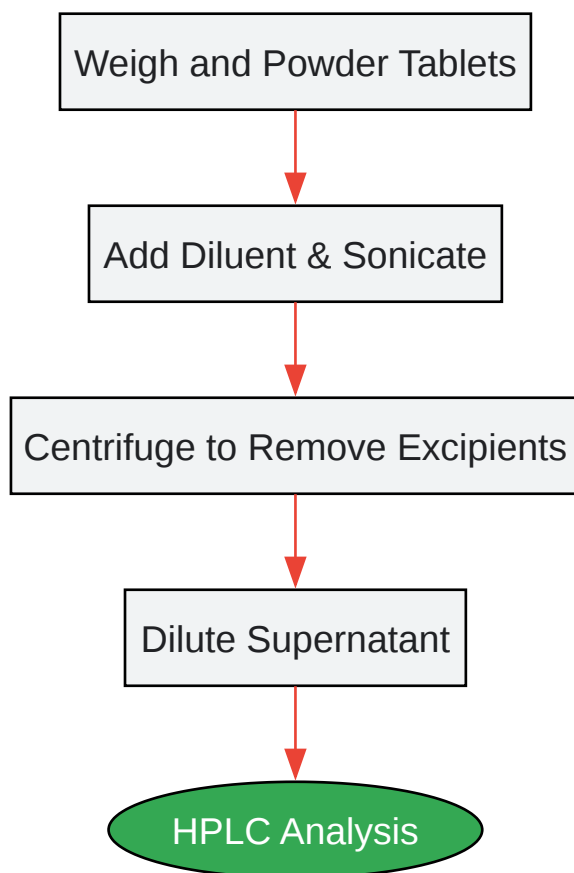 Weigh and Powder Tablets
Add Diluent & Sonicate
Centrifuge to Remove Excipients
Dilute Supernatant
HPLC Analysis